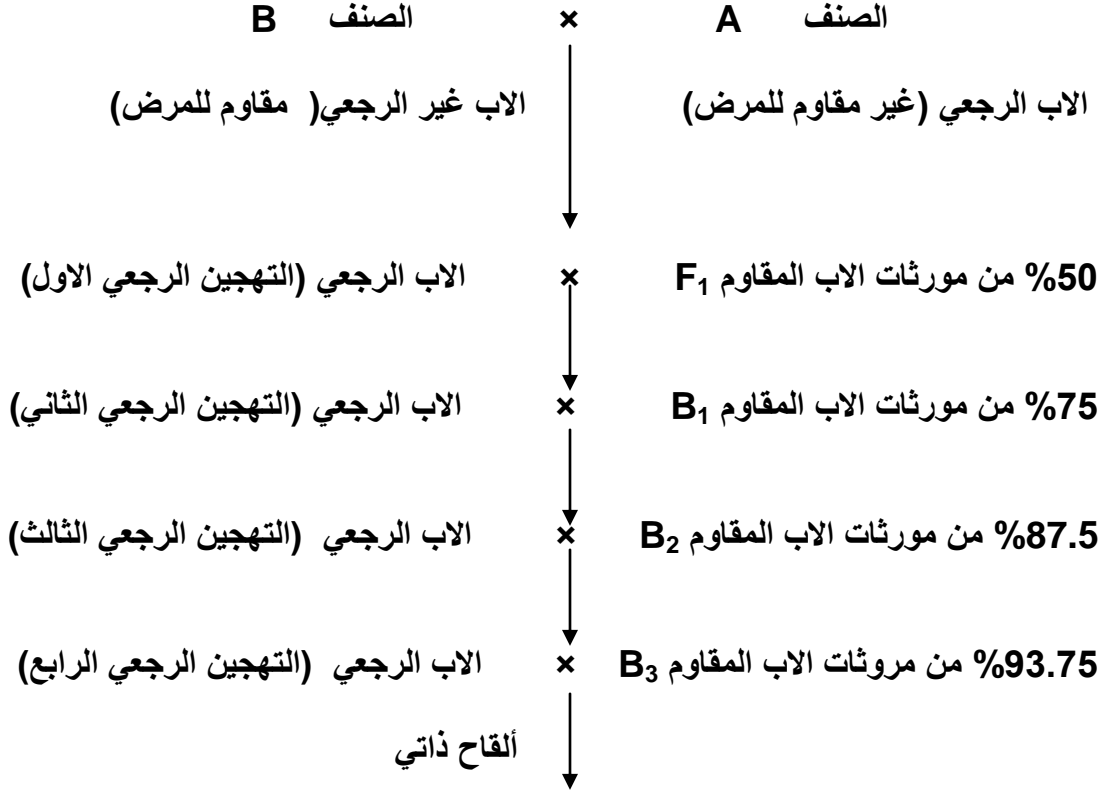 الصنف A × الصنف B
الاب الرجعي (غير مقاوم للمرض) الاب غير الرجعي( مقاوم للمرض)
%50 من مورثات الاب المقاوم F₁ × الاب الرجعي (التهجين الرجعي الاول)
%75 من مورثات الاب المقاوم B₁ × الاب الرجعي (التهجين الرجعي الثاني)
%87.5 من مورثات الاب المقاوم B₂ × الاب الرجعي (التهجين الرجعي الثالث)
%93.75 من مروثات الاب المقاوم B₃ × الاب الرجعي (التهجين الرجعي الرابع)
ألقاح ذاتي